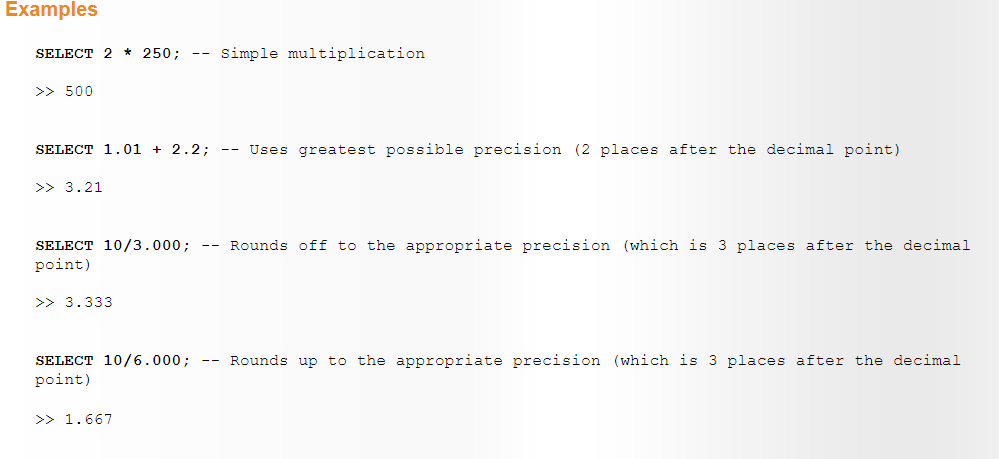 Examples
SELECT 2 * 250; -- Simple multiplication
>> 500
SELECT 1.01 + 2.2; -- Uses greatest possible precision (2 places after the decimal point)
>> 3.21
SELECT 10/3.000; -- Rounds off to the appropriate precision (which is 3 places after the decimal
point)
>> 3.333
SELECT 10/6.000; -- Rounds up to the appropriate precision (which is 3 places after the decimal
point)
>> 1.667